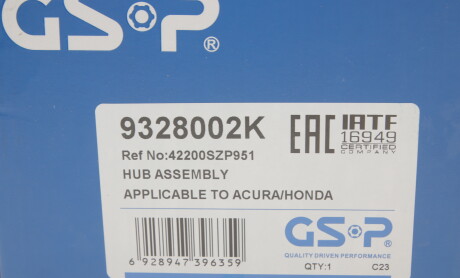 GSP®
9328002K
Ref No:42200SZP951
HUB ASSEMBLY
APPLICABLE TO ACURA/HONDA
EAC
IATF
16949
CERTIFIED
COMPANY
6 928947 396359
GSP®
QUALITY DRIVEN PERFORMANCE
QTY:1 C23